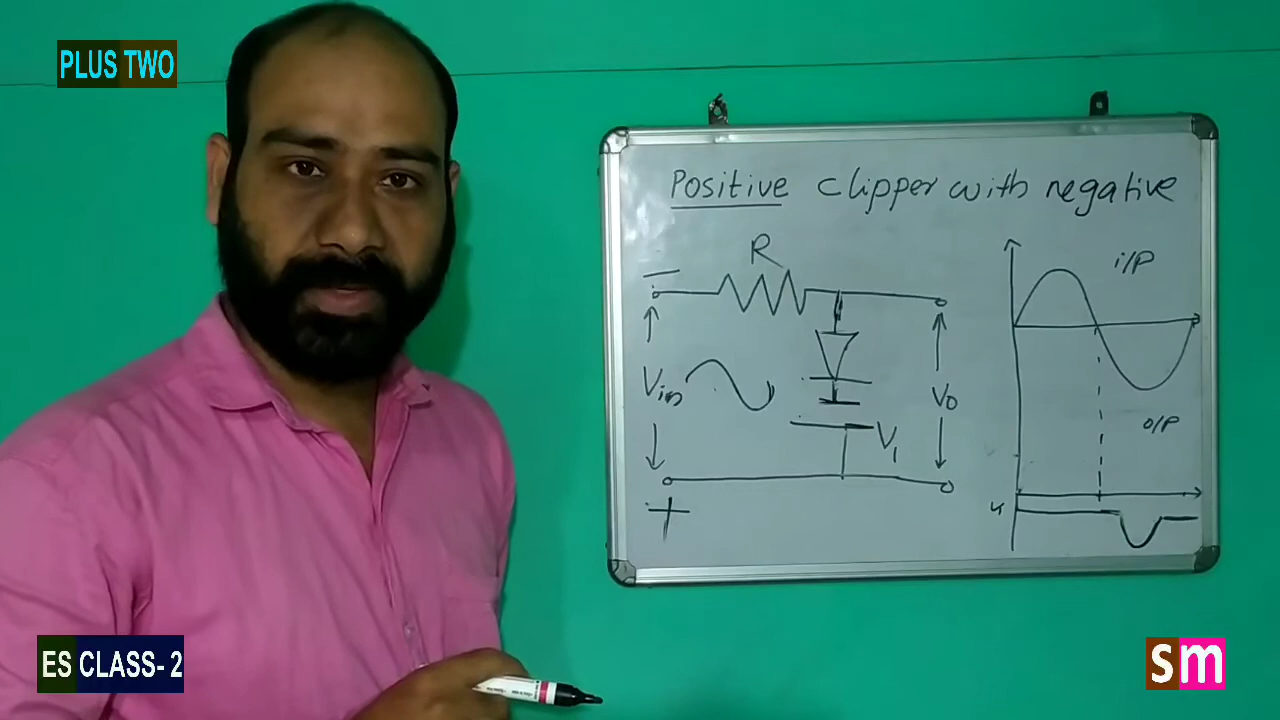 PLUS TWO
Positive clipper with negative
R
i/P
Vin
Vo
V1
o/P
ES CLASS- 2
Sm